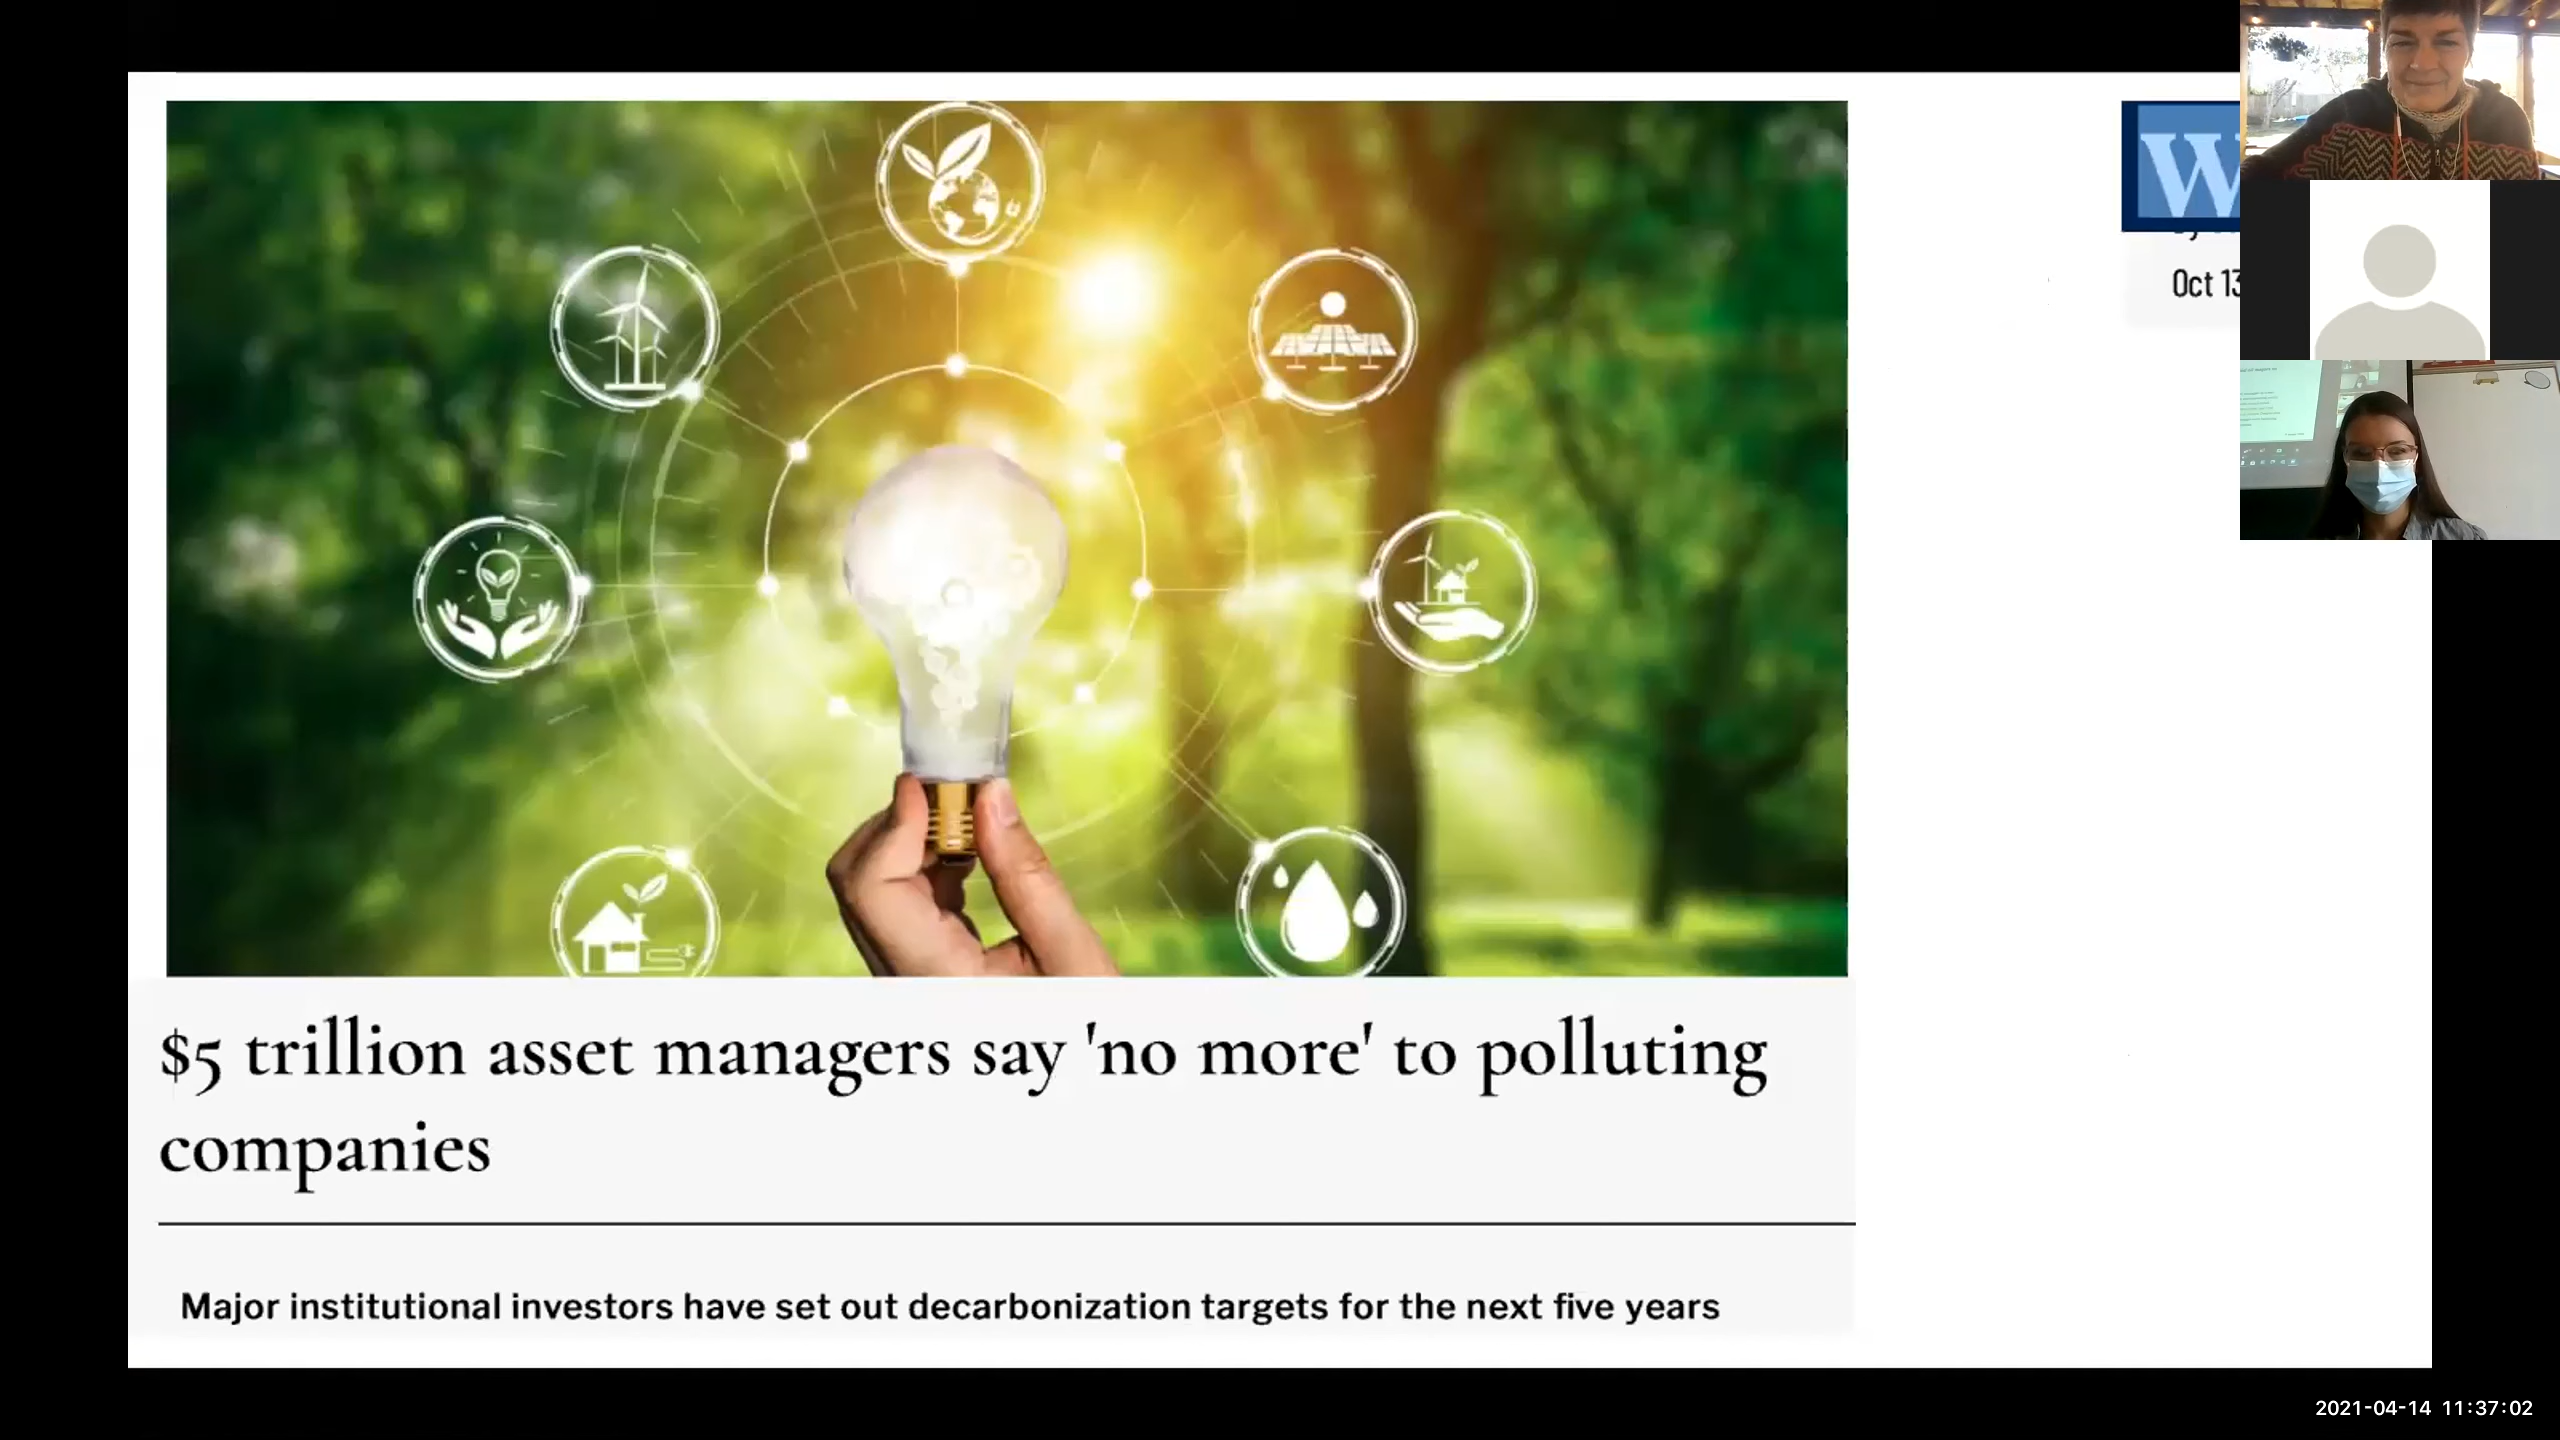 W
Oct 13
$5 trillion asset managers say 'no more' to polluting
companies
Major institutional investors have set out decarbonization targets for the next five years
2021-04-14 11:37:02